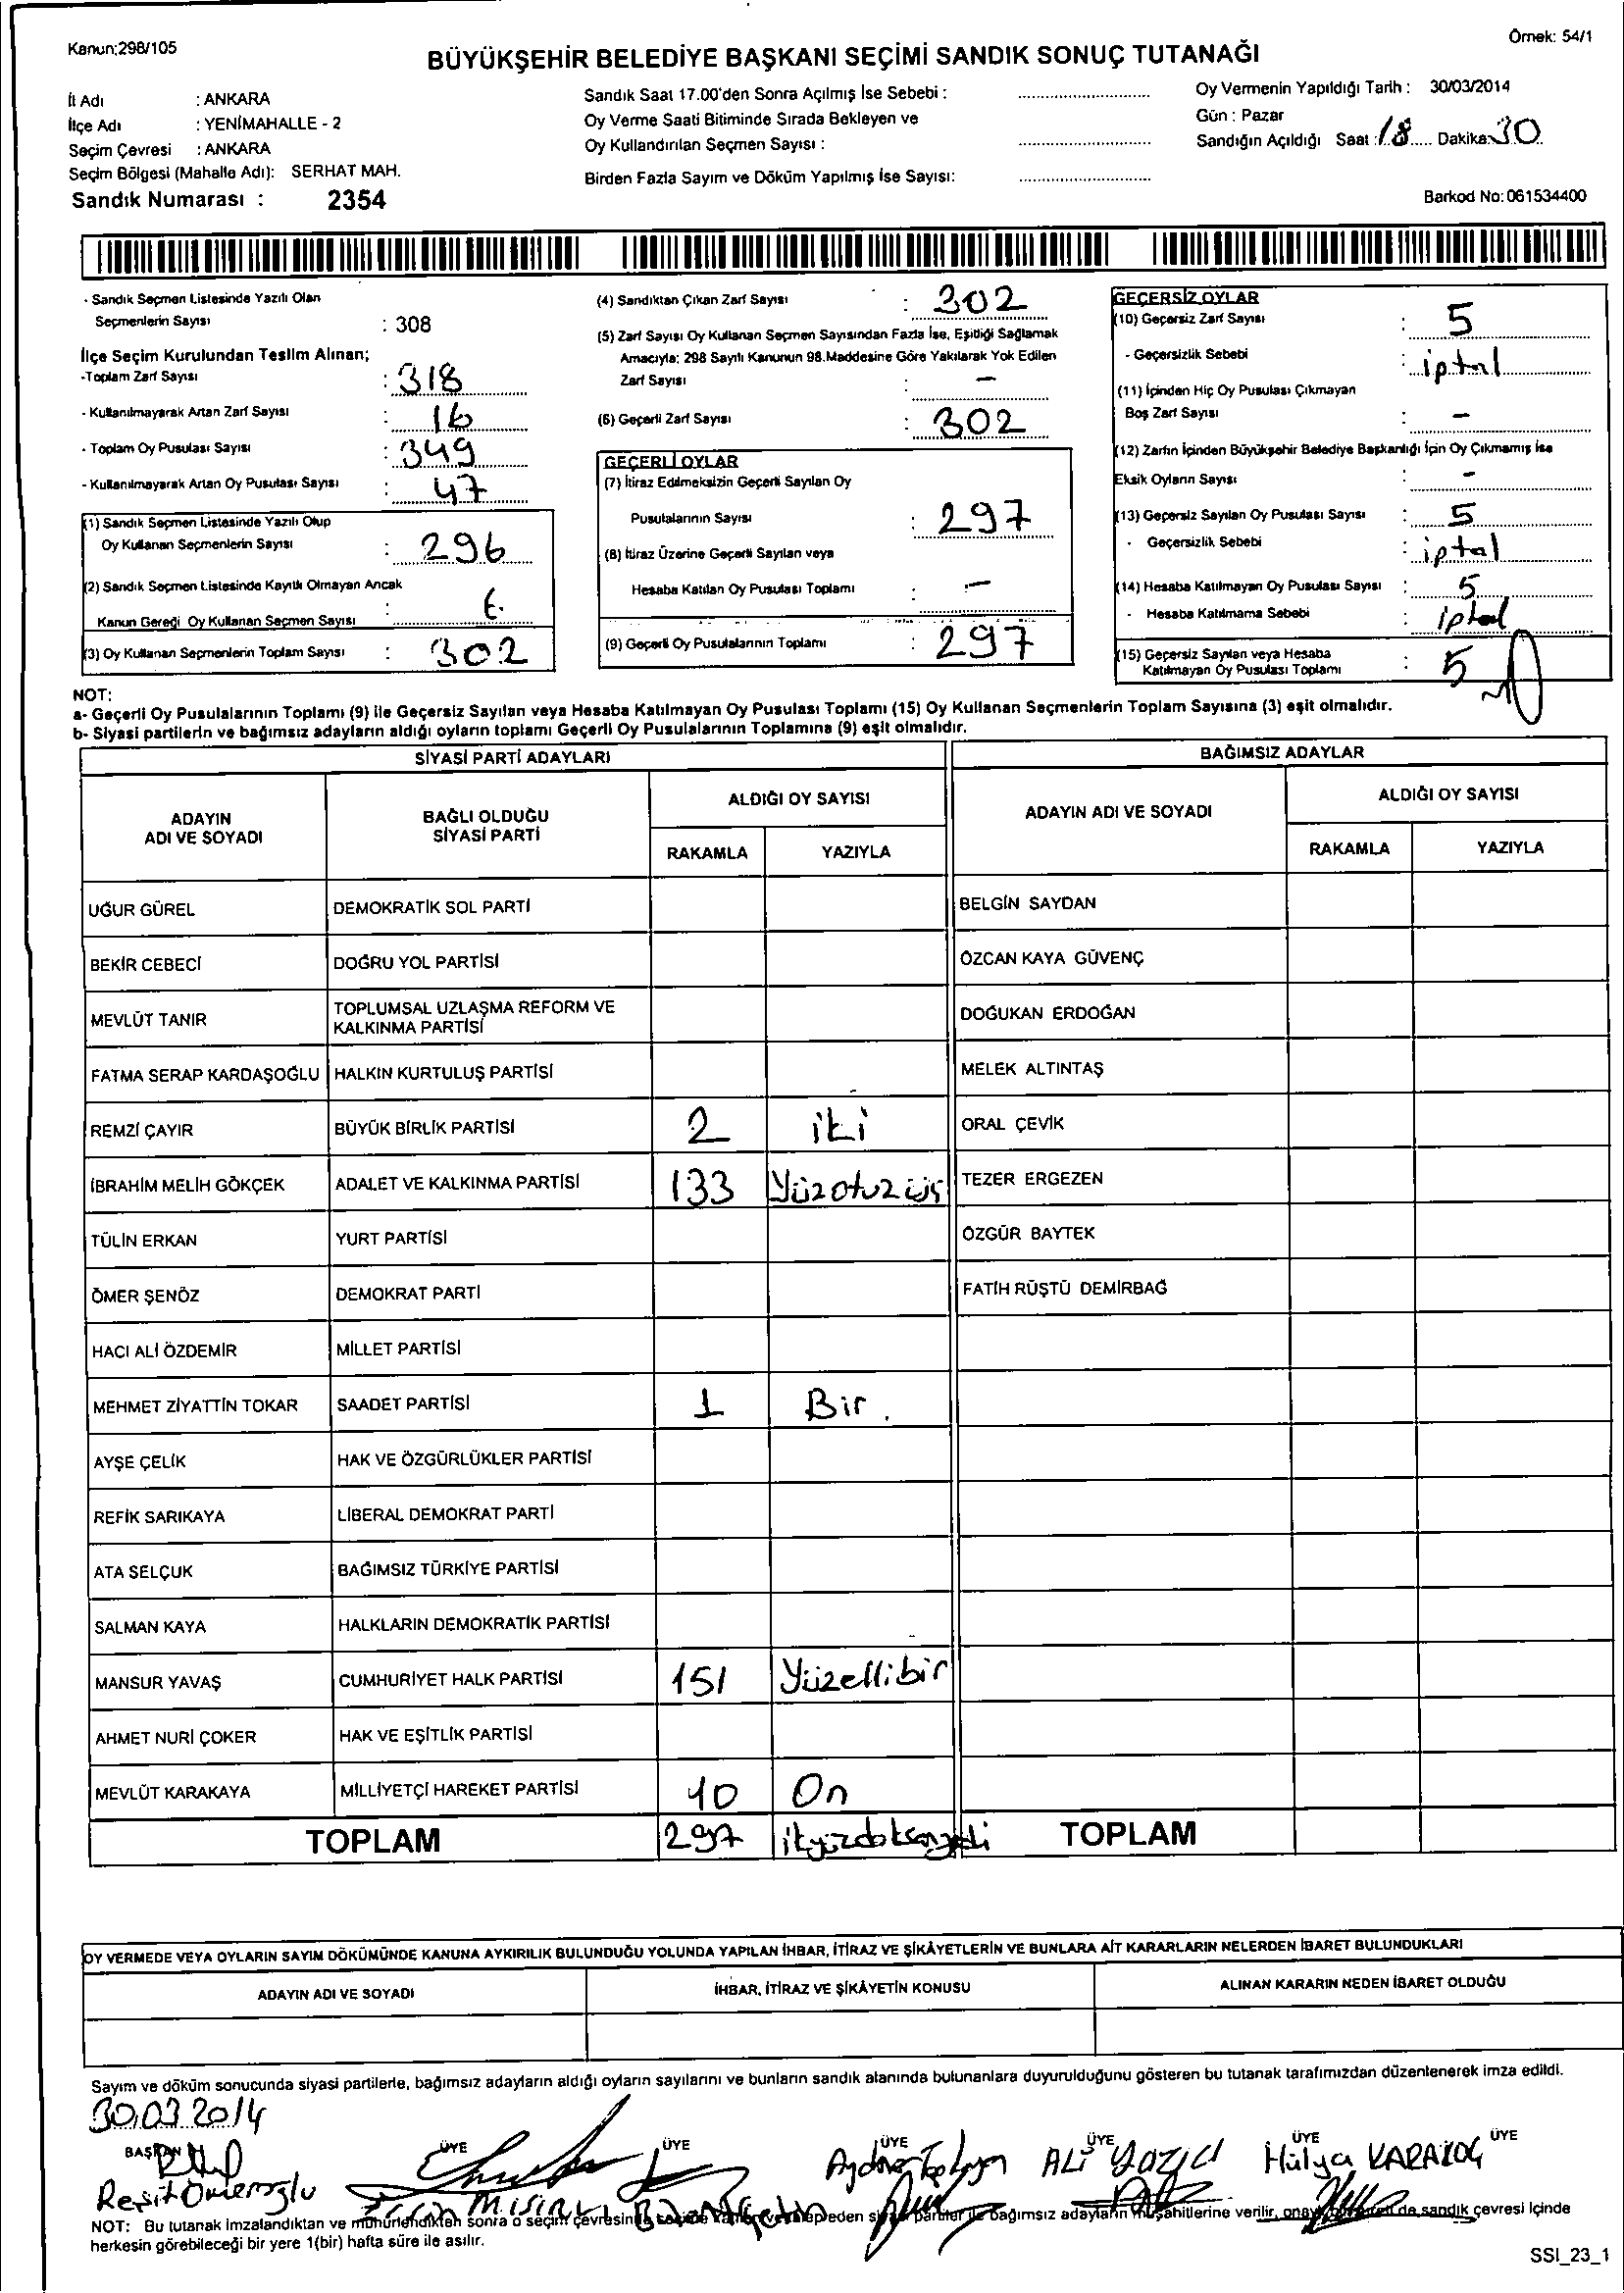 Kanun;298/105
Örnek: 54/1
BÜYÜKŞEHİR BELEDİYE BAŞKANI SEÇİMİ SANDIK SONUÇ TUTANAĞI
İl Adı : ANKARA
İlçe Adı : YENİMAHALLE - 2
Seçim Çevresi : ANKARA
Seçim Bölgesi (Mahalle Adı): SERHAT MAH.
Sandık Numarası : 2354
Sandık Saat 17.00'den Sonra Açılmış İse Sebebi :
Oy Verme Saati Bitiminde Sırada Bekleyen ve
Oy Kullandırılan Seçmen Sayısı :
Birden Fazla Sayım ve Döküm Yapılmış İse Sayısı:
Oy Vermenin Yapıldığı Tarih : 30/03/2014
Gün : Pazar
Sandığın Açıldığı Saat : 18 Dakika: 30
Barkod No: 061534400
- Sandık Seçmen Listesinde Yazılı Olan
Seçmenlerin Sayısı : 308
İlçe Seçim Kurulundan Teslim Alınan;
-Toplam Zarf Sayısı : 318
- Kullanılmayarak Artan Zarf Sayısı : 16
- Toplam Oy Pusulası Sayısı : 349
- Kullanılmayarak Artan Oy Pusulası Sayısı : 47
(1) Sandık Seçmen Listesinde Yazılı Olup
Oy Kullanan Seçmenlerin Sayısı : 296
(2) Sandık Seçmen Listesinde Kayıtlı Olmayan Ancak
Kanun Gereği Oy Kullanan Seçmen Sayısı : 6.
(3) Oy Kullanan Seçmenlerin Toplam Sayısı : 302
(4) Sandıktan Çıkan Zarf Sayısı : 302
(5) Zarf Sayısı Oy Kullanan Seçmen Sayısından Fazla İse, Eşitliği Sağlamak
Amacıyla; 298 Sayılı Kanunun 98.Maddesine Göre Yakılarak Yok Edilen
Zarf Sayısı : -
(6) Geçerli Zarf Sayısı : 302
GEÇERLİ OYLAR
(7) İtiraz Edilmeksizin Geçerli Sayılan Oy
Pusulalarının Sayısı : 297
(8) İtiraz Üzerine Geçerli Sayılan veya
Hesaba Katılan Oy Pusulası Toplamı : -
(9) Geçerli Oy Pusulalarının Toplamı : 297
GEÇERSİZ OYLAR
(10) Geçersiz Zarf Sayısı : 5
- Geçersizlik Sebebi : iptal
(11) İçinden Hiç Oy Pusulası Çıkmayan
Boş Zarf Sayısı : -
(12) Zarfın İçinden Büyükşehir Belediye Başkanlığı İçin Oy Çıkmamış İse
Eksik Oyların Sayısı : -
(13) Geçersiz Sayılan Oy Pusulası Sayısı : 5
- Geçersizlik Sebebi : iptal
(14) Hesaba Katılmayan Oy Pusulası Sayısı : 5
- Hesaba Katılmama Sebebi : iptal
(15) Geçersiz Sayılan veya Hesaba
Katılmayan Oy Pusulası Toplamı : 5
NOT:
a- Geçerli Oy Pusulalarının Toplamı (9) ile Geçersiz Sayılan veya Hesaba Katılmayan Oy Pusulası Toplamı (15) Oy Kullanan Seçmenlerin Toplam Sayısına (3) eşit olmalıdır.
b- Siyasi partilerin ve bağımsız adayların aldığı oyların toplamı Geçerli Oy Pusulalarının Toplamına (9) eşit olmalıdır.
SİYASİ PARTİ ADAYLARI BAĞIMSIZ ADAYLAR
ADAYIN
ADI VE SOYADI
BAĞLI OLDUĞU
SİYASİ PARTİ
ALDIĞI OY SAYISI
RAKAMLA YAZIYLA
ADAYIN ADI VE SOYADI
ALDIĞI OY SAYISI
RAKAMLA YAZIYLA
UĞUR GÜREL DEMOKRATİK SOL PARTİ BELGİN SAYDAN
BEKİR CEBECİ DOĞRU YOL PARTİSİ ÖZCAN KAYA GÜVENÇ
MEVLÜT TANIR TOPLUMSAL UZLAŞMA REFORM VE
KALKINMA PARTİSİ DOĞUKAN ERDOĞAN
FATMA SERAP KARDAŞOĞLU HALKIN KURTULUŞ PARTİSİ MELEK ALTINTAŞ
REMZİ ÇAYIR BÜYÜK BİRLİK PARTİSİ 2 iki ORAL ÇEVİK
İBRAHİM MELİH GÖKÇEK ADALET VE KALKINMA PARTİSİ 133 Yüzotuzüç TEZER ERGEZEN
TÜLİN ERKAN YURT PARTİSİ ÖZGÜR BAYTEK
ÖMER ŞENÖZ DEMOKRAT PARTİ FATİH RÜŞTÜ DEMİRBAĞ
HACI ALİ ÖZDEMİR MİLLET PARTİSİ
MEHMET ZİYATTİN TOKAR SAADET PARTİSİ 1 Bir.
AYŞE ÇELİK HAK VE ÖZGÜRLÜKLER PARTİSİ
REFİK SARIKAYA LİBERAL DEMOKRAT PARTİ
ATA SELÇUK BAĞIMSIZ TÜRKİYE PARTİSİ
SALMAN KAYA HALKLARIN DEMOKRATİK PARTİSİ
MANSUR YAVAŞ CUMHURİYET HALK PARTİSİ 151 Yüzellibir
AHMET NURİ ÇOKER HAK VE EŞİTLİK PARTİSİ
MEVLÜT KARAKAYA MİLLİYETÇİ HAREKET PARTİSİ 10 On
TOPLAM 297 ikiyüzdoksanyedi TOPLAM
OY VERMEDE VEYA OYLARIN SAYIM DÖKÜMÜNDE KANUNA AYKIRILIK BULUNDUĞU YOLUNDA YAPILAN İHBAR, İTİRAZ VE ŞİKÂYETLERİN VE BUNLARA AİT KARARLARIN NELERDEN İBARET BULUNDUKLARI
ADAYIN ADI VE SOYADI İHBAR, İTİRAZ VE ŞİKÂYETİN KONUSU ALINAN KARARIN NEDEN İBARET OLDUĞU
Sayım ve döküm sonucunda siyasi partilerle, bağımsız adayların aldığı oyların sayılarını ve bunların sandık alanında bulunanlara duyurulduğunu gösteren bu tutanak tarafımızdan düzenlenerek imza edildi.
30.03.2014
BAŞKAN ÜYE ÜYE ÜYE ÜYE ÜYE ÜYE
ALİ YAZICI Hülya KARAKOÇ
Reşit Ömeroğlu
NOT: Bu tutanak imzalandıktan ve mühürlendikten sonra o seçim çevresinde bağımsız adayların müşahitlerine verilir, de sandık çevresi içinde
herkesin görebileceği bir yere 1(bir) hafta süre ile asılır.
SSI_23_1